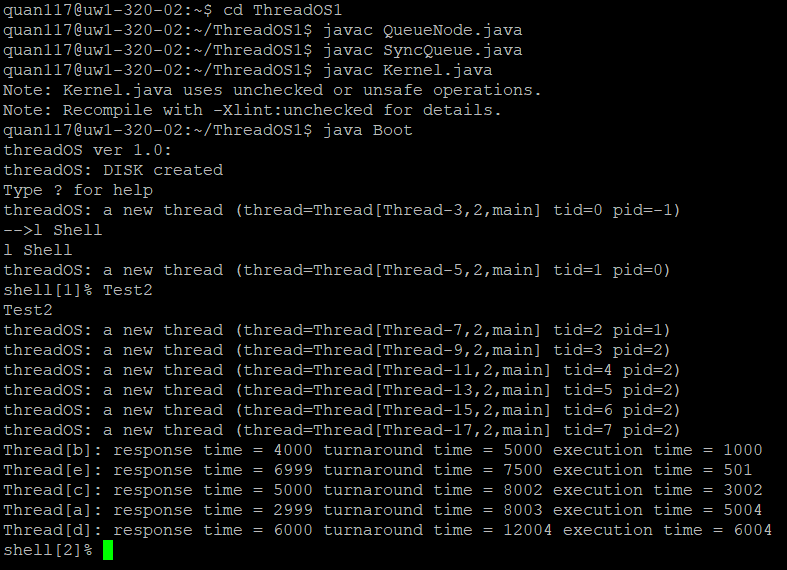 quan117@uw1-320-02:~$ cd ThreadOS1
quan117@uw1-320-02:~/ThreadOS1$ javac QueueNode.java
quan117@uw1-320-02:~/ThreadOS1$ javac SyncQueue.java
quan117@uw1-320-02:~/ThreadOS1$ javac Kernel.java
Note: Kernel.java uses unchecked or unsafe operations.
Note: Recompile with -Xlint:unchecked for details.
quan117@uw1-320-02:~/ThreadOS1$ java Boot
threadOS ver 1.0:
threadOS: DISK created
Type ? for help
threadOS: a new thread (thread=Thread[Thread-3,2,main] tid=0 pid=-1)
-->l Shell
l Shell
threadOS: a new thread (thread=Thread[Thread-5,2,main] tid=1 pid=0)
shell[1]% Test2
Test2
threadOS: a new thread (thread=Thread[Thread-7,2,main] tid=2 pid=1)
threadOS: a new thread (thread=Thread[Thread-9,2,main] tid=3 pid=2)
threadOS: a new thread (thread=Thread[Thread-11,2,main] tid=4 pid=2)
threadOS: a new thread (thread=Thread[Thread-13,2,main] tid=5 pid=2)
threadOS: a new thread (thread=Thread[Thread-15,2,main] tid=6 pid=2)
threadOS: a new thread (thread=Thread[Thread-17,2,main] tid=7 pid=2)
Thread[b]: response time = 4000 turnaround time = 5000 execution time = 1000
Thread[e]: response time = 6999 turnaround time = 7500 execution time = 501
Thread[c]: response time = 5000 turnaround time = 8002 execution time = 3002
Thread[a]: response time = 2999 turnaround time = 8003 execution time = 5004
Thread[d]: response time = 6000 turnaround time = 12004 execution time = 6004
shell[2]%